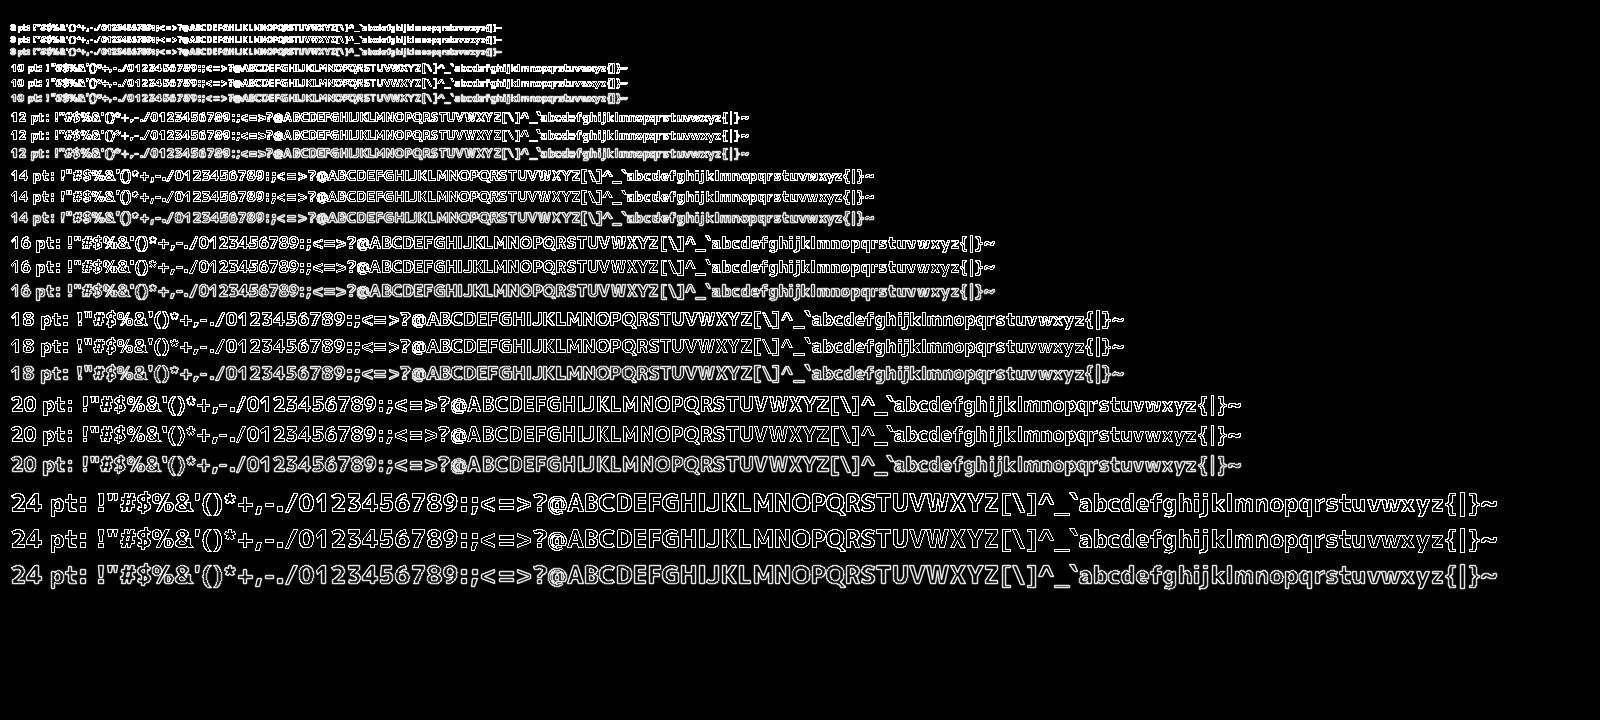 8 pt: !"#$%&'()*+,-./0123456789:;<=>?@ABCDEFGHIJKLMNOPQRSTUVWXYZ[\]^_`abcdefghijklmnopqrstuvwxyz{|}~
8 pt: !"#$%&'()*+,-./0123456789:;<=>?@ABCDEFGHIJKLMNOPQRSTUVWXYZ[\]^_`abcdefghijklmnopqrstuvwxyz{|}~
8 pt: !"#$%&'()*+,-./0123456789:;<=>?@ABCDEFGHIJKLMNOPQRSTUVWXYZ[\]^_`abcdefghijklmnopqrstuvwxyz{|}~
10 pt: !"#$%&'()*+,-./0123456789:;<=>?@ABCDEFGHIJKLMNOPQRSTUVWXYZ[\]^_`abcdefghijklmnopqrstuvwxyz{|}~
10 pt: !"#$%&'()*+,-./0123456789:;<=>?@ABCDEFGHIJKLMNOPQRSTUVWXYZ[\]^_`abcdefghijklmnopqrstuvwxyz{|}~
10 pt: !"#$%&'()*+,-./0123456789:;<=>?@ABCDEFGHIJKLMNOPQRSTUVWXYZ[\]^_`abcdefghijklmnopqrstuvwxyz{|}~
12 pt: !"#$%&'()*+,-./0123456789:;<=>?@ABCDEFGHIJKLMNOPQRSTUVWXYZ[\]^_`abcdefghijklmnopqrstuvwxyz{|}~
12 pt: !"#$%&'()*+,-./0123456789:;<=>?@ABCDEFGHIJKLMNOPQRSTUVWXYZ[\]^_`abcdefghijklmnopqrstuvwxyz{|}~
12 pt: !"#$%&'()*+,-./0123456789:;<=>?@ABCDEFGHIJKLMNOPQRSTUVWXYZ[\]^_`abcdefghijklmnopqrstuvwxyz{|}~
14 pt: !"#$%&'()*+,-./0123456789:;<=>?@ABCDEFGHIJKLMNOPQRSTUVWXYZ[\]^_`abcdefghijklmnopqrstuvwxyz{|}~
14 pt: !"#$%&'()*+,-./0123456789:;<=>?@ABCDEFGHIJKLMNOPQRSTUVWXYZ[\]^_`abcdefghijklmnopqrstuvwxyz{|}~
14 pt: !"#$%&'()*+,-./0123456789:;<=>?@ABCDEFGHIJKLMNOPQRSTUVWXYZ[\]^_`abcdefghijklmnopqrstuvwxyz{|}~
16 pt: !"#$%&'()*+,-./0123456789:;<=>?@ABCDEFGHIJKLMNOPQRSTUVWXYZ[\]^_`abcdefghijklmnopqrstuvwxyz{|}~
16 pt: !"#$%&'()*+,-./0123456789:;<=>?@ABCDEFGHIJKLMNOPQRSTUVWXYZ[\]^_`abcdefghijklmnopqrstuvwxyz{|}~
16 pt: !"#$%&'()*+,-./0123456789:;<=>?@ABCDEFGHIJKLMNOPQRSTUVWXYZ[\]^_`abcdefghijklmnopqrstuvwxyz{|}~
18 pt: !"#$%&'()*+,-./0123456789:;<=>?@ABCDEFGHIJKLMNOPQRSTUVWXYZ[\]^_`abcdefghijklmnopqrstuvwxyz{|}~
18 pt: !"#$%&'()*+,-./0123456789:;<=>?@ABCDEFGHIJKLMNOPQRSTUVWXYZ[\]^_`abcdefghijklmnopqrstuvwxyz{|}~
18 pt: !"#$%&'()*+,-./0123456789:;<=>?@ABCDEFGHIJKLMNOPQRSTUVWXYZ[\]^_`abcdefghijklmnopqrstuvwxyz{|}~
20 pt: !"#$%&'()*+,-./0123456789:;<=>?@ABCDEFGHIJKLMNOPQRSTUVWXYZ[\]^_`abcdefghijklmnopqrstuvwxyz{|}~
20 pt: !"#$%&'()*+,-./0123456789:;<=>?@ABCDEFGHIJKLMNOPQRSTUVWXYZ[\]^_`abcdefghijklmnopqrstuvwxyz{|}~
20 pt: !"#$%&'()*+,-./0123456789:;<=>?@ABCDEFGHIJKLMNOPQRSTUVWXYZ[\]^_`abcdefghijklmnopqrstuvwxyz{|}~
24 pt: !"#$%&'()*+,-./0123456789:;<=>?@ABCDEFGHIJKLMNOPQRSTUVWXYZ[\]^_`abcdefghijklmnopqrstuvwxyz{|}~
24 pt: !"#$%&'()*+,-./0123456789:;<=>?@ABCDEFGHIJKLMNOPQRSTUVWXYZ[\]^_`abcdefghijklmnopqrstuvwxyz{|}~
24 pt: !"#$%&'()*+,-./0123456789:;<=>?@ABCDEFGHIJKLMNOPQRSTUVWXYZ[\]^_`abcdefghijklmnopqrstuvwxyz{|}~